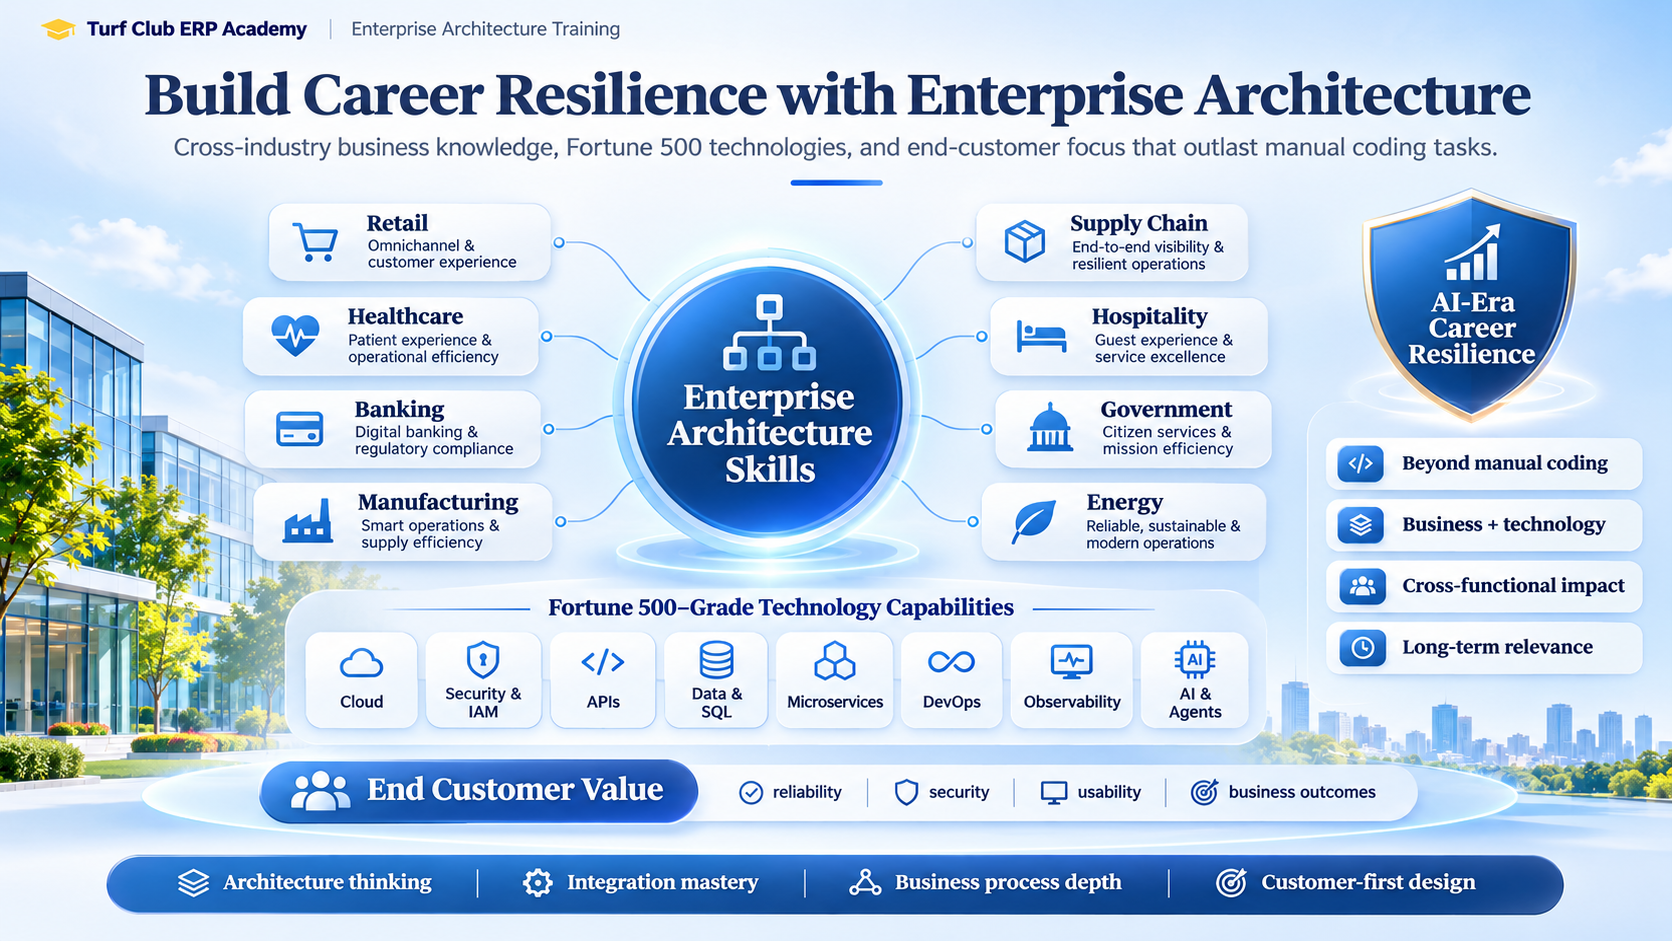 Turf Club ERP Academy
Enterprise Architecture Training
Build Career Resilience with Enterprise Architecture
Cross-industry business knowledge, Fortune 500 technologies, and end-customer focus that outlast manual coding tasks.
Retail
Omnichannel &
customer experience
Healthcare
Patient experience &
operational efficiency
Banking
Digital banking &
regulatory compliance
Manufacturing
Smart operations &
supply efficiency
Enterprise
Architecture
Skills
Supply Chain
End-to-end visibility &
resilient operations
Hospitality
Guest experience &
service excellence
Government
Citizen services &
mission efficiency
Energy
Reliable, sustainable &
modern operations
AI-Era
Career
Resilience
Beyond manual coding
Business + technology
Cross-functional impact
Long-term relevance
Fortune 500–Grade Technology Capabilities
Cloud
Security &
IAM
APIs
Data &
SQL
Microservices
DevOps
Observability
AI
AI &
Agents
End Customer Value
reliability
security
usability
business outcomes
Architecture thinking
Integration mastery
Business process depth
Customer-first design